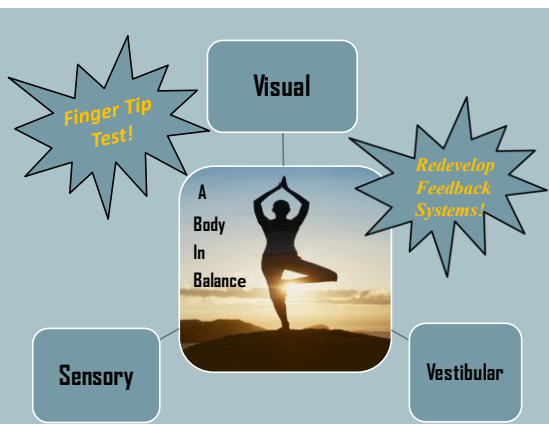 Visual
Finger Tip
Test!
Redevelop
Feedback
Systems!
A
Body
In
Balance
Sensory
Vestibular